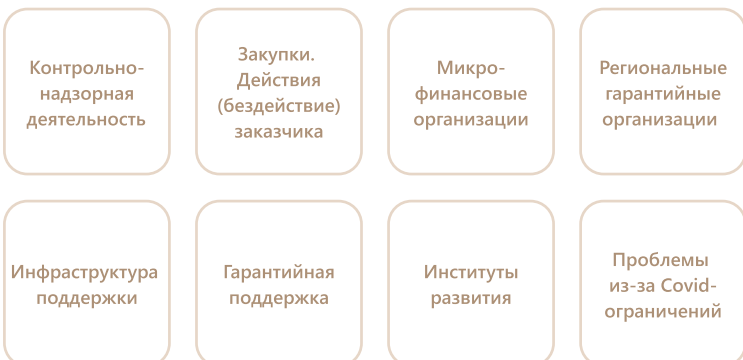 Контрольно-
надзорная
деятельность
Закупки.
Действия
(бездействие)
заказчика
Микро-
финансовые
организации
Региональные
гарантийные
организации
Инфраструктура
поддержки
Гарантийная
поддержка
Институты
развития
Проблемы
из-за Covid-
ограничений